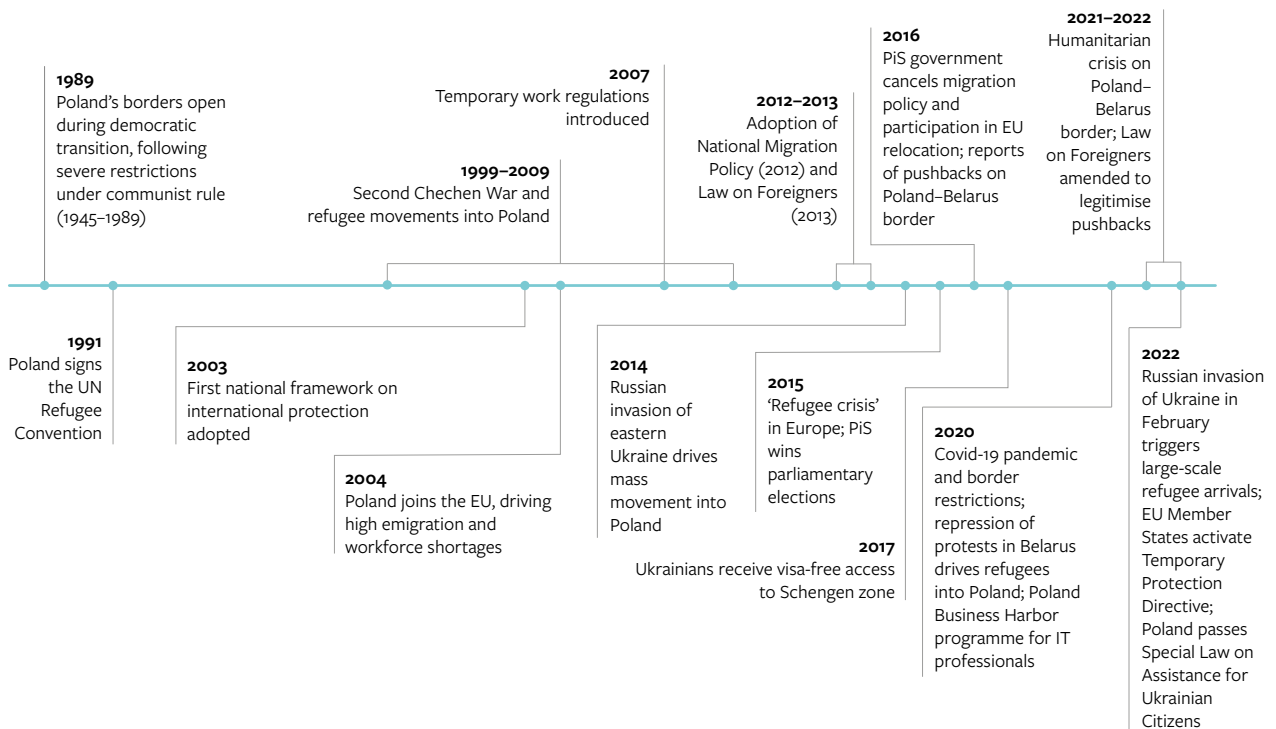 1989
Poland's borders open
during democratic
transition, following
severe restrictions
under communist rule
(1945–1989)
1999–2009
Second Chechen War and
refugee movements into Poland
2007
Temporary work regulations
introduced
2012–2013
Adoption of
National Migration
Policy (2012) and
Law on Foreigners
(2013)
2016
PiS government
cancels migration
policy and
participation in EU
relocation; reports
of pushbacks on
Poland–Belarus
border
2021–2022
Humanitarian
crisis on
Poland–
Belarus
border; Law
on Foreigners
amended to
legitimise
pushbacks
1991
Poland signs
the UN
Refugee
Convention
2003
First national framework on
international protection
adopted
2004
Poland joins the EU, driving
high emigration and
workforce shortages
2014
Russian
invasion of
eastern
Ukraine drives
mass
movement into
Poland
2015
‘Refugee crisis’
in Europe; PiS
wins
parliamentary
elections
2017
Ukrainians receive visa-free access
to Schengen zone
2020
Covid-19 pandemic
and border
restrictions;
repression of
protests in Belarus
drives refugees
into Poland; Poland
Business Harbor
programme for IT
professionals
2022
Russian invasion
of Ukraine in
February
triggers
large-scale
refugee arrivals;
EU Member
States activate
Temporary
Protection
Directive;
Poland passes
Special Law on
Assistance for
Ukrainian
Citizens